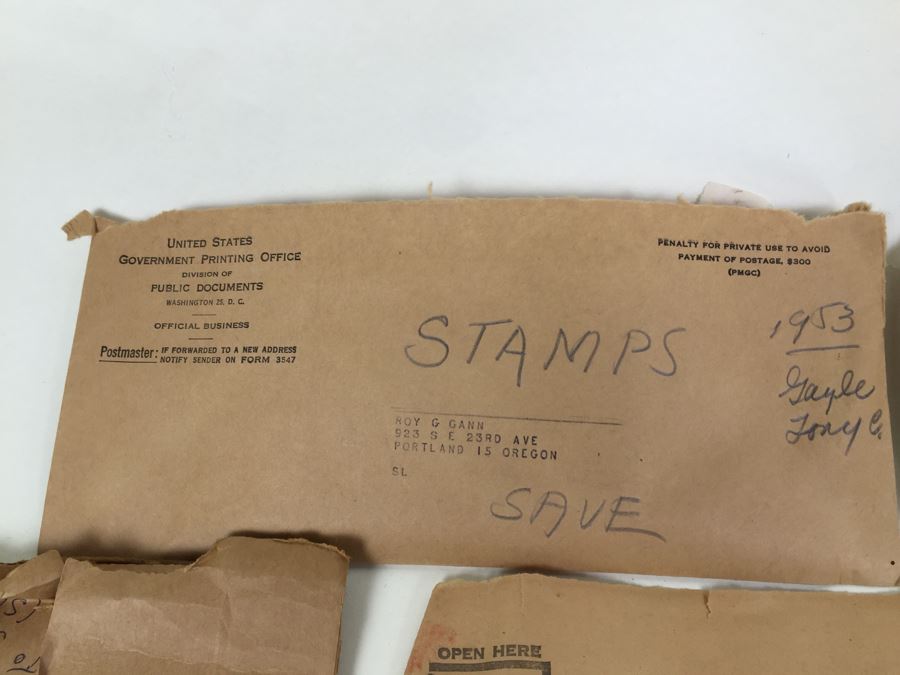 UNITED STATES
GOVERNMENT PRINTING OFFICE
DIVISION OF
PUBLIC DOCUMENTS
WASHINGTON 25, D. C.
OFFICIAL BUSINESS
Postmaster: IF FORWARDED TO A NEW ADDRESS
NOTIFY SENDER ON FORM 3547
PENALTY FOR PRIVATE USE TO AVOID
PAYMENT OF POSTAGE, $300
(PMGC)
STAMPS
1953
Gayle
Tony C.
ROY G GANN
923 S E 23RD AVE
PORTLAND 15 OREGON
SL
SAVE
To
OPEN HERE